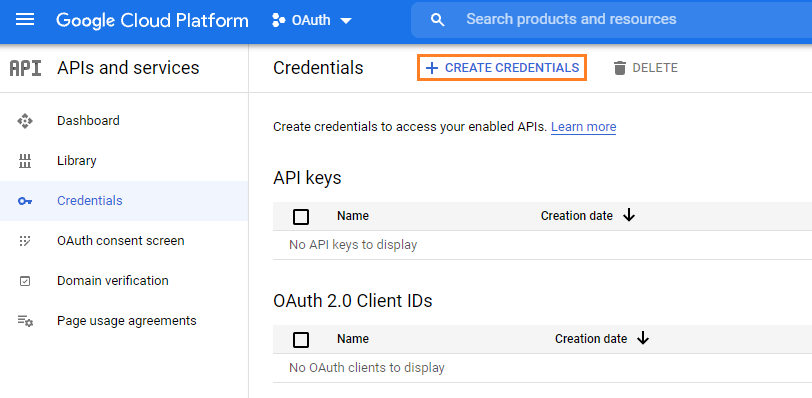 Google Cloud Platform
OAuth
Search products and resources
API
APIs and services
Credentials
CREATE CREDENTIALS
DELETE
Dashboard
Library
Credentials
OAuth consent screen
Domain verification
Page usage agreements
Create credentials to access your enabled APIs. Learn more
API keys
Name
Creation date
No API keys to display
OAuth 2.0 Client IDs
Name
Creation date
No OAuth clients to display